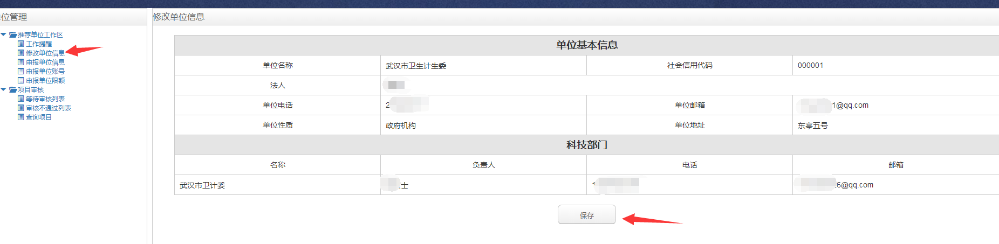 位管理
推荐单位工作区
工作提醒
修改单位信息
申报单位信息
申报单位账号
申报单位限额
项目审核
等待审核列表
审核不通过列表
查询项目
修改单位信息
单位基本信息
单位名称 武汉市卫生计生委 社会信用代码 000001
法人
单位电话 2 单位邮箱 1@qq.com
单位性质 政府机构 单位地址 东亭五号
科技部门
名称 负责人 电话 邮箱
武汉市卫计委 士 1 16@qq.com
保存